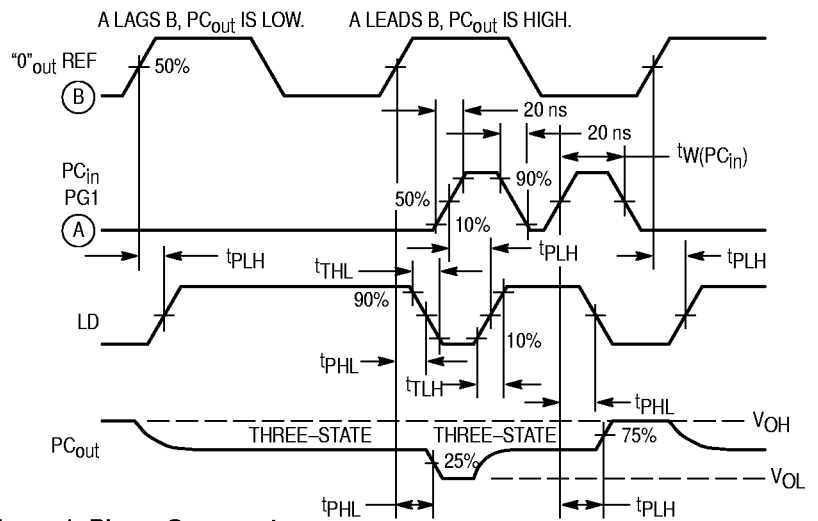 A LAGS B, PCout IS LOW.
A LEADS B, PCout IS HIGH.
“0”out REF
B
50%
20 ns
20 ns
tW(PCin)
PCin
PG1
A
50%
90%
10%
tPLH
tPLH
tPLH
tTHL
90%
LD
10%
tPHL
tTLH
tPHL
VOH
PCout
THREE–STATE
THREE–STATE
75%
25%
VOL
tPHL
tPLH